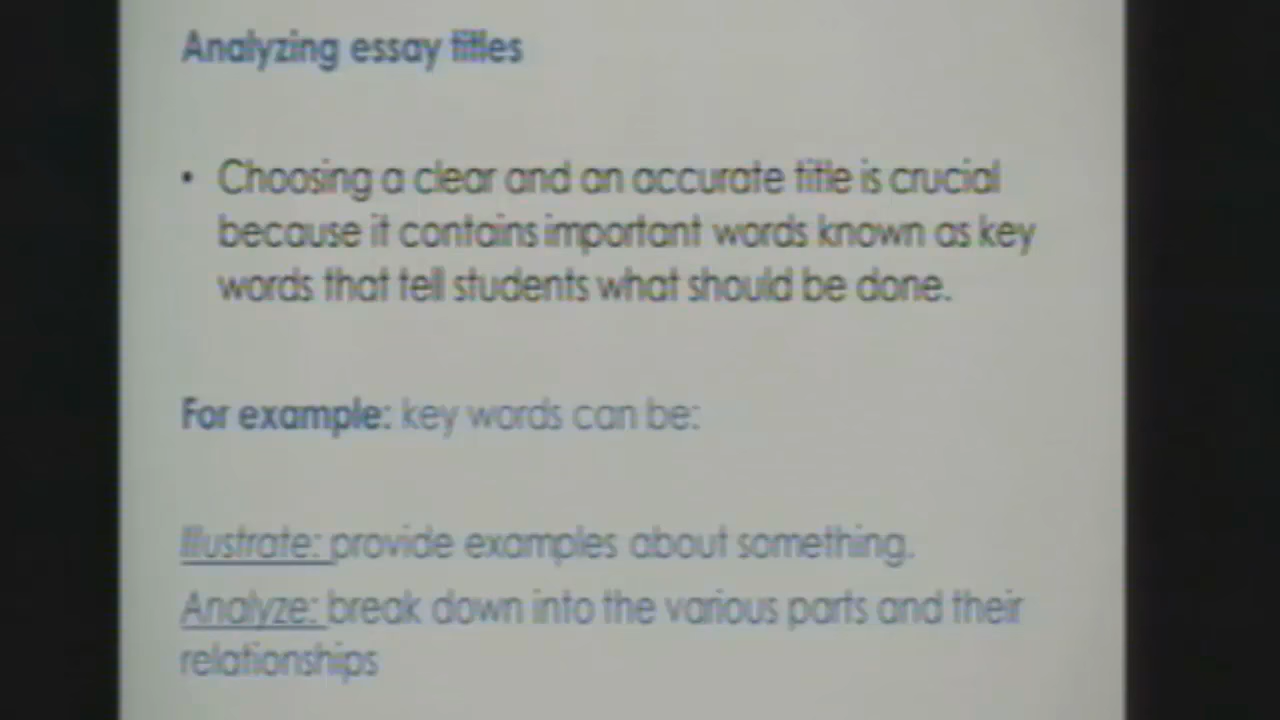 Analyzing essay titles
• Choosing a clear and an accurate title is crucial
because it contains important words known as key
words that tell students what should be done.
For example: key words can be:
Illustrate: provide examples about something.
Analyze: break down into the various parts and their
relationships